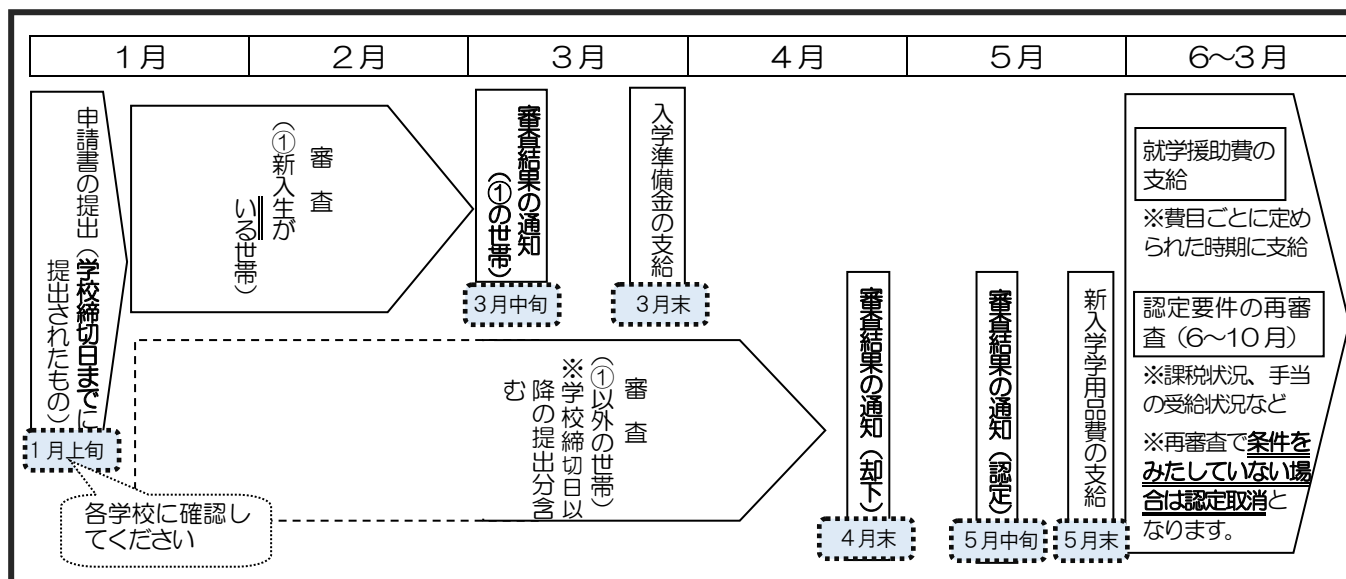 1月
2月
3月
4月
5月
6～3月
申請書の提出（学校締切日までに
提出されたもの）
1月上旬
各学校に確認し
てください
審　査
（①新入生が
いる世帯）
審査結果の通知
（①の世帯）
3月中旬
入学準備金の支給
3月末
審　査
（①以外の世帯）
※学校締切日以
降の提出分含
む
審査結果の通知（却下）
4月末
審査結果の通知（認定）
5月中旬
新入学学用品費の支給
5月末
就学援助費の
支給
※費目ごとに定め
られた時期に支給
認定要件の再審
査（6～10月）
※課税状況、手当
の受給状況など
※再審査で条件を
みたしていない場
合は認定取消と
なります。